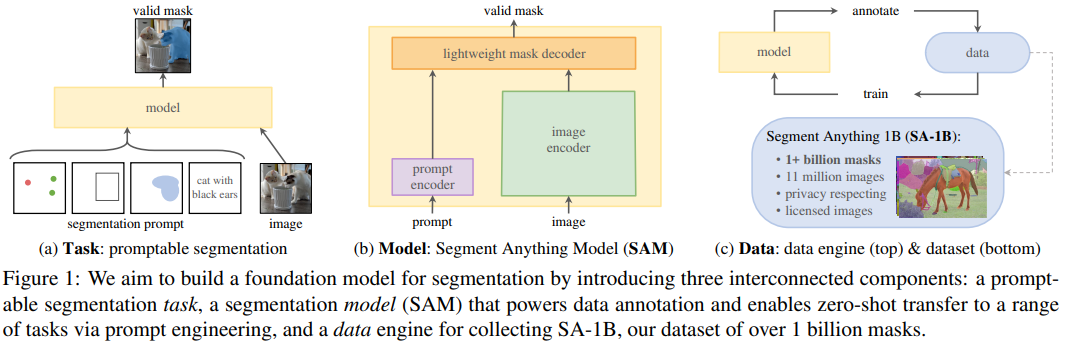 valid mask
model
cat with
black ears
segmentation prompt
image
(a) Task: promptable segmentation
valid mask
lightweight mask decoder
image
encoder
prompt
encoder
prompt
image
(b) Model: Segment Anything Model (SAM)
annotate
model
data
train
Segment Anything 1B (SA-1B):
• 1+ billion masks
• 11 million images
• privacy respecting
• licensed images
(c) Data: data engine (top) & dataset (bottom)
Figure 1: We aim to build a foundation model for segmentation by introducing three interconnected components: a prompt-
able segmentation task, a segmentation model (SAM) that powers data annotation and enables zero-shot transfer to a range
of tasks via prompt engineering, and a data engine for collecting SA-1B, our dataset of over 1 billion masks.